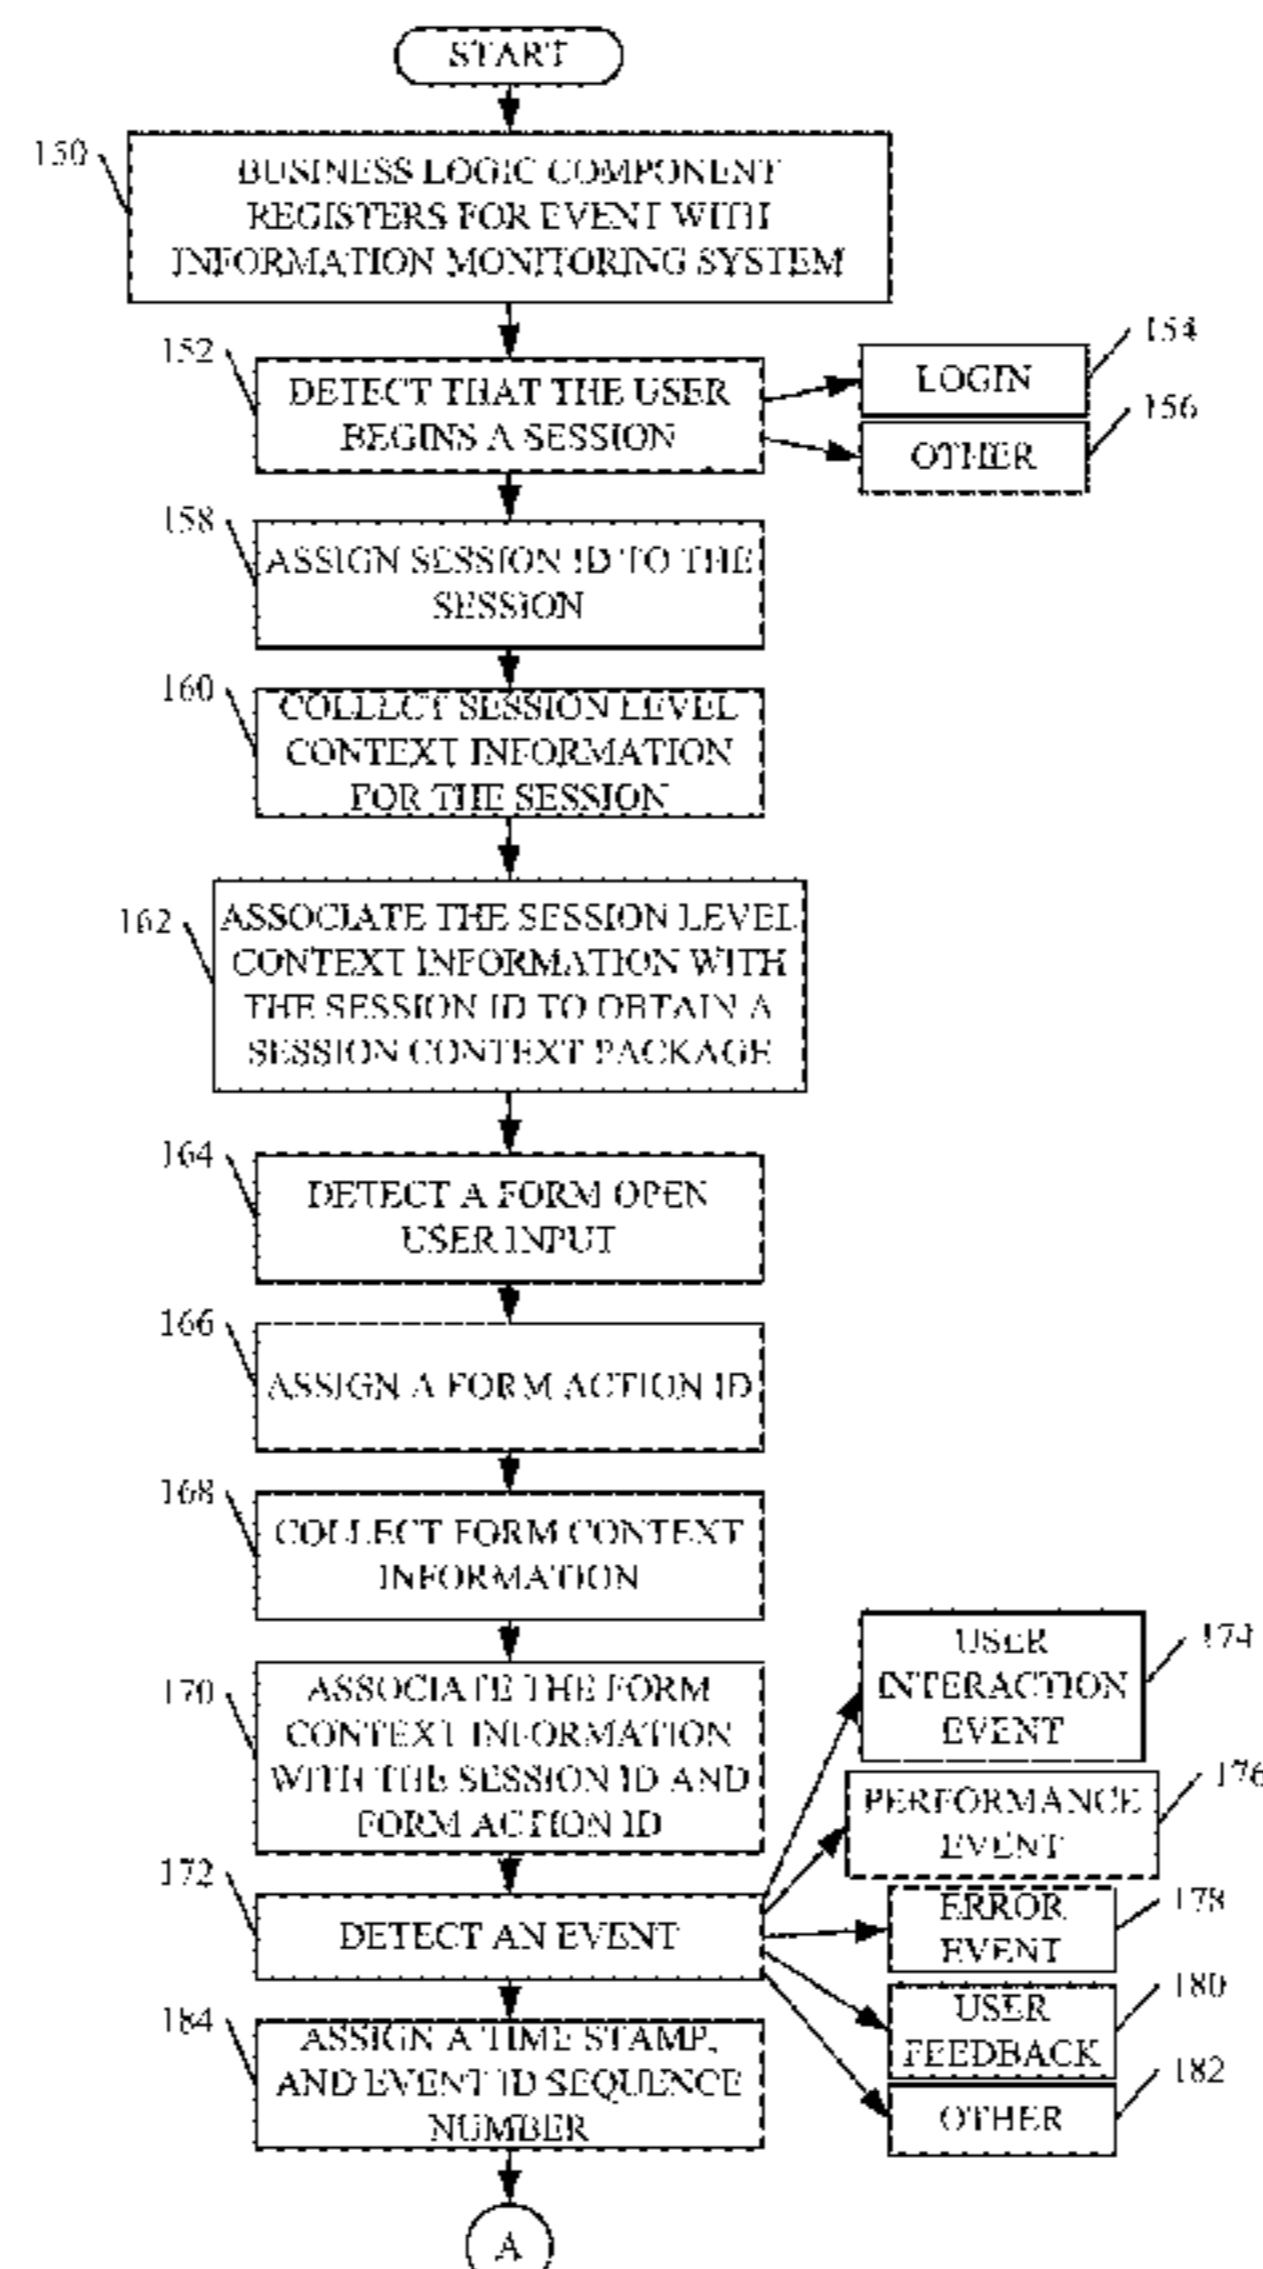 START
150
BUSINESS LOGIC COMPONENT
REGISTERS FOR EVENT WITH
INFORMATION MONITORING SYSTEM
152
DETECT THAT THE USER
BEGINS A SESSION
154
LOGIN
156
OTHER
158
ASSIGN SESSION ID TO THE
SESSION
160
COLLECT SESSION LEVEL
CONTEXT INFORMATION
FOR THE SESSION
162
ASSOCIATE THE SESSION LEVEL
CONTEXT INFORMATION WITH
THE SESSION ID TO OBTAIN A
SESSION CONTEXT PACKAGE
164
DETECT A FORM OPEN
USER INPUT
166
ASSIGN A FORM ACTION ID
168
COLLECT FORM CONTEXT
INFORMATION
170
ASSOCIATE THE FORM
CONTEXT INFORMATION
WITH THE SESSION ID AND
FORM ACTION ID
172
DETECT AN EVENT
174
USER
INTERACTION
EVENT
176
PERFORMANCE
EVENT
178
ERROR
EVENT
180
USER
FEEDBACK
182
OTHER
184
ASSIGN A TIME STAMP,
AND EVENT ID SEQUENCE
NUMBER
A